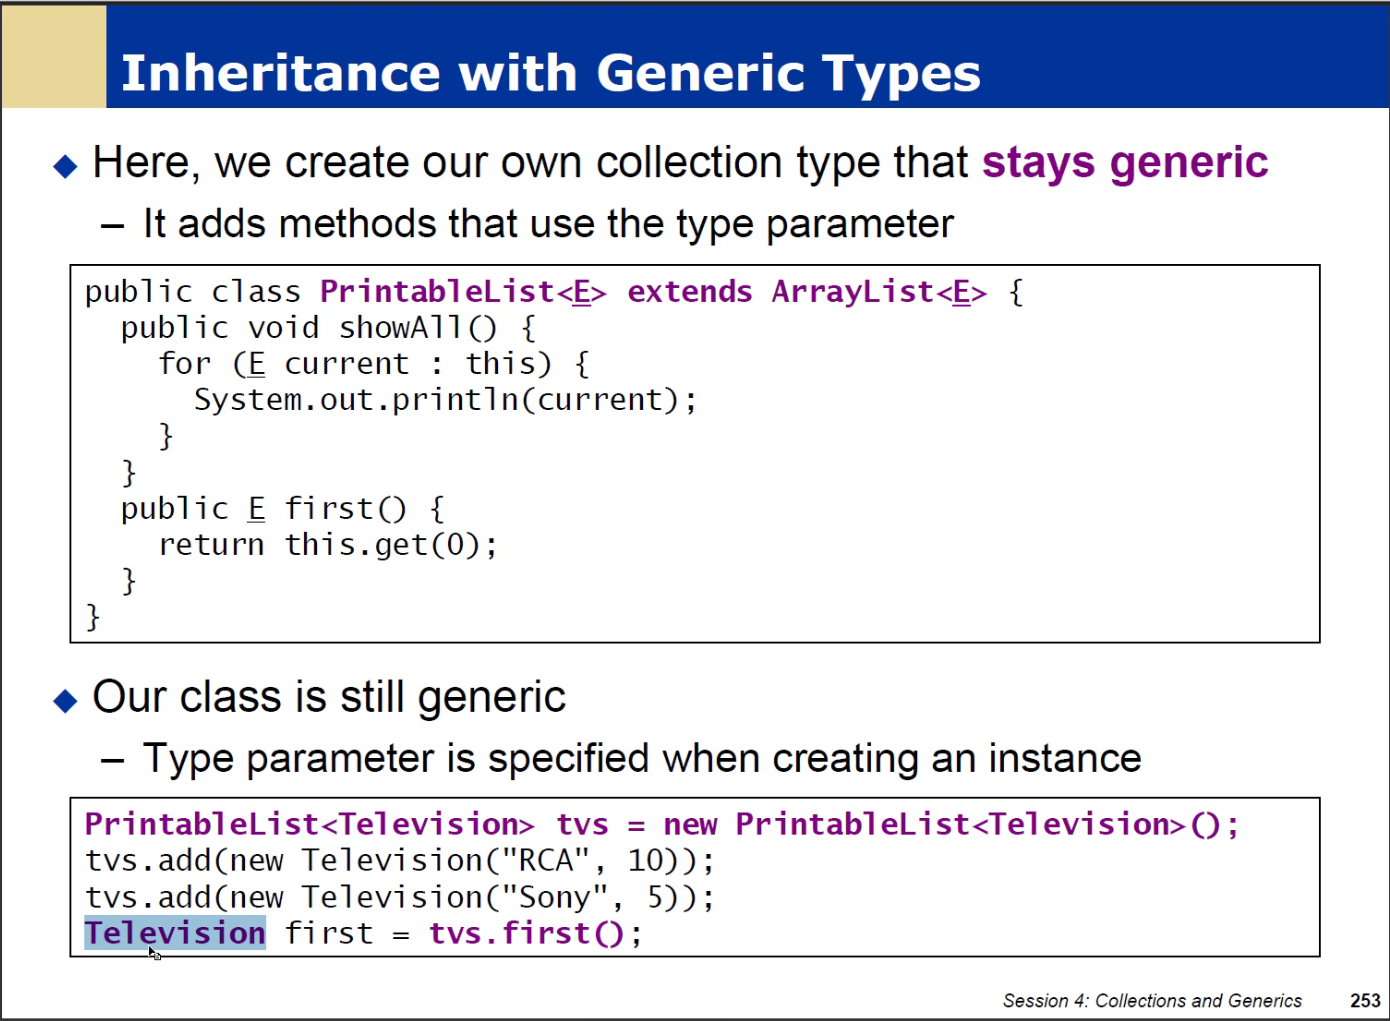 Inheritance with Generic Types
Here, we create our own collection type that stays generic
– It adds methods that use the type parameter
public class PrintableList<E> extends ArrayList<E> {
  public void showAll() {
    for (E current : this) {
      System.out.println(current);
    }
  }
  public E first() {
    return this.get(0);
  }
}
Our class is still generic
– Type parameter is specified when creating an instance
PrintableList<Television> tvs = new PrintableList<Television>();
tvs.add(new Television("RCA", 10));
tvs.add(new Television("Sony", 5));
Television first = tvs.first();
Session 4: Collections and Generics 253